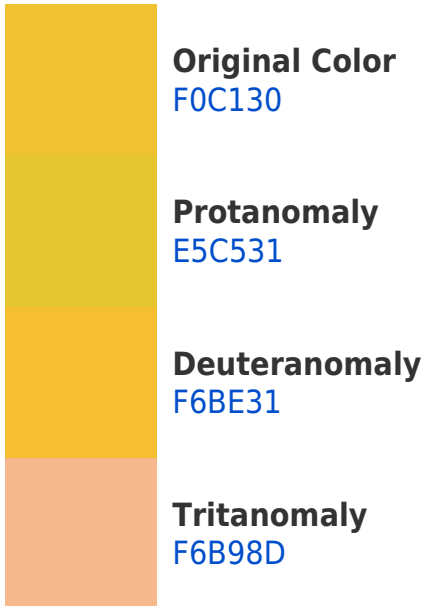 Original Color
F0C130
Protanomaly
E5C531
Deuteranomaly
F6BE31
Tritanomaly
F6B98D